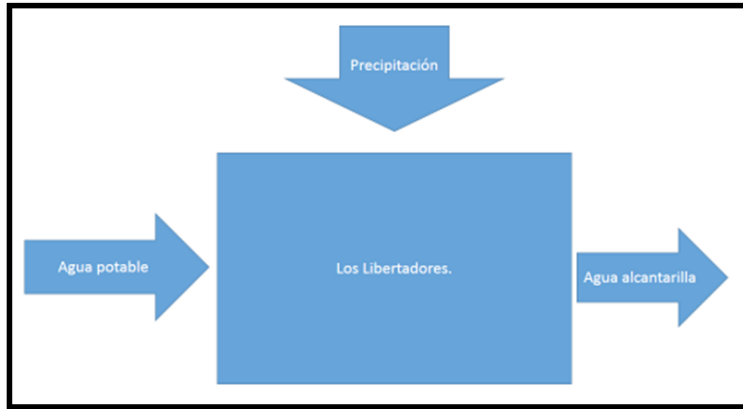 Precipitación
Agua potable
Los Libertadores.
Agua alcantarilla